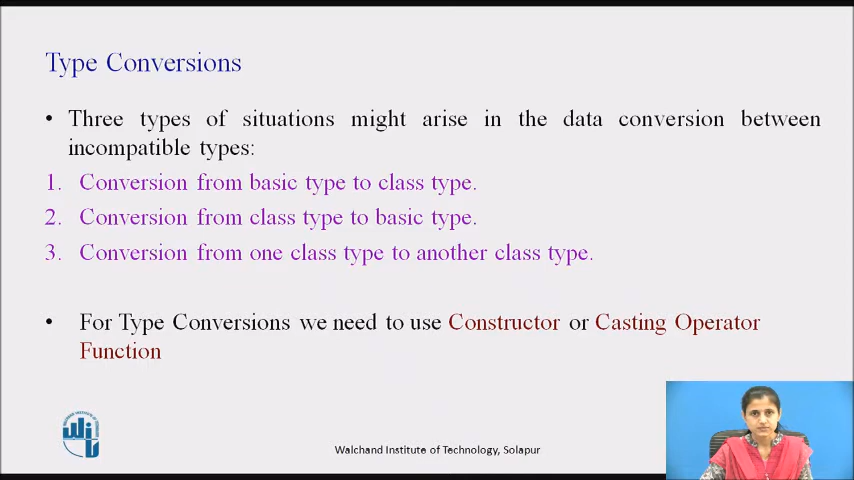 Type Conversions
• Three types of situations might arise in the data conversion between
incompatible types:
1. Conversion from basic type to class type.
2. Conversion from class type to basic type.
3. Conversion from one class type to another class type.
• For Type Conversions we need to use Constructor or Casting Operator
Function
Walchand Institute of Technology, Solapur